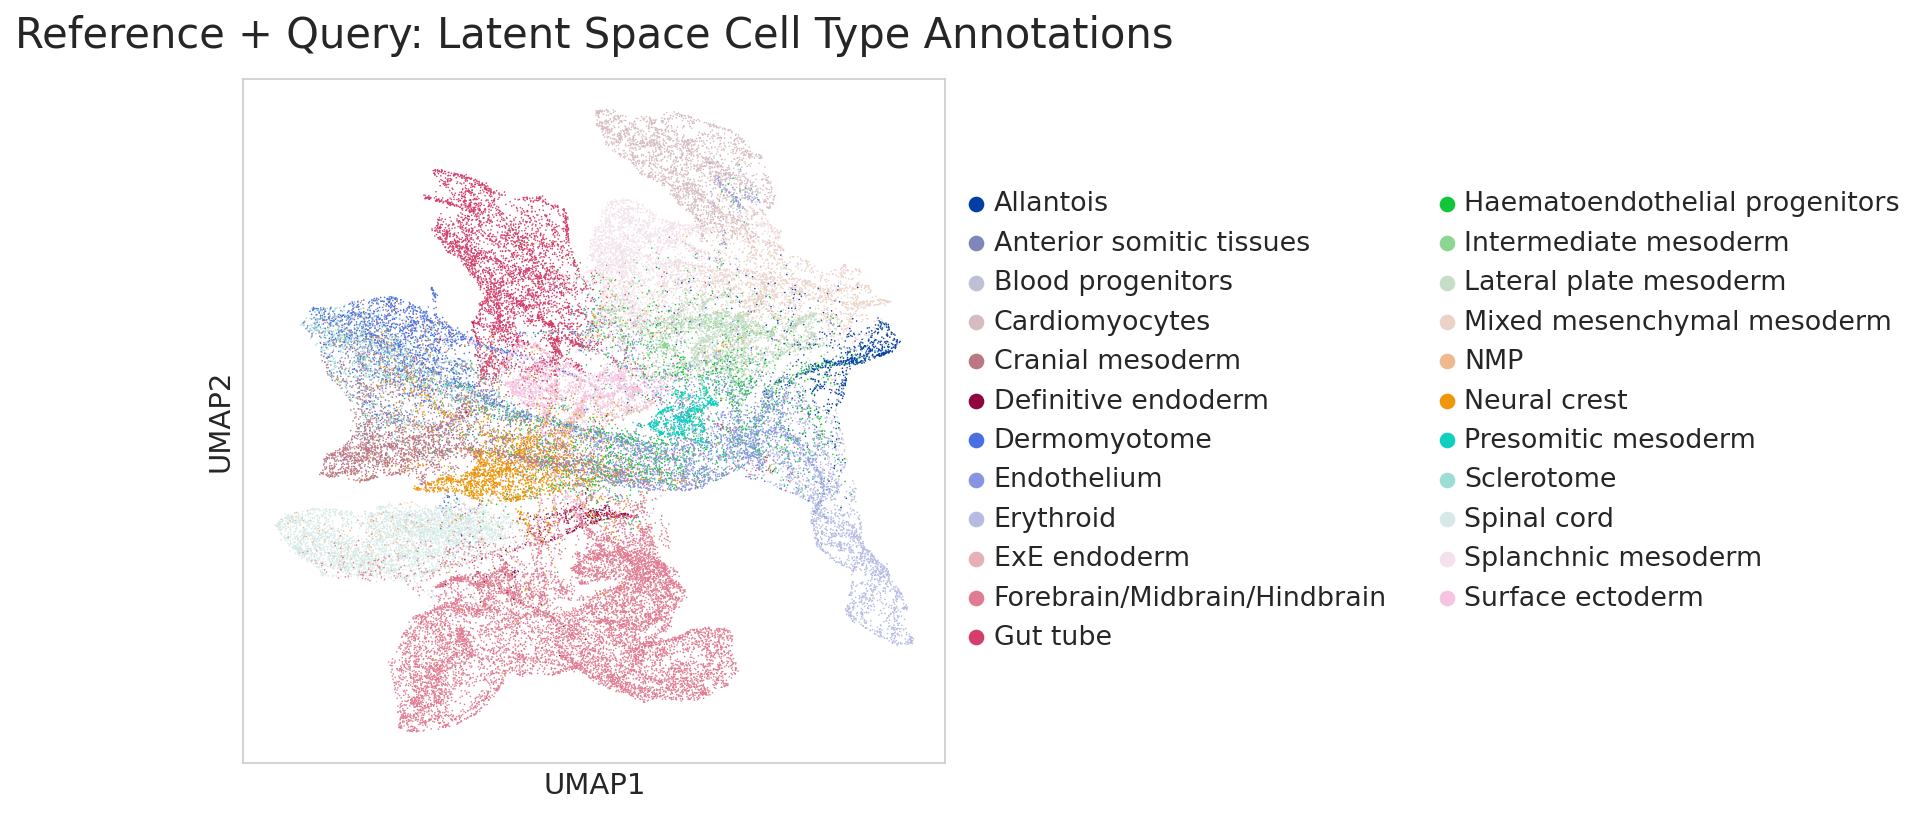 Reference + Query: Latent Space Cell Type Annotations
UMAP2
UMAP1
Allantois
Anterior somitic tissues
Blood progenitors
Cardiomyocytes
Cranial mesoderm
Definitive endoderm
Dermomyotome
Endothelium
Erythroid
ExE endoderm
Forebrain/Midbrain/Hindbrain
Gut tube
Haematoendothelial progenitors
Intermediate mesoderm
Lateral plate mesoderm
Mixed mesenchymal mesoderm
NMP
Neural crest
Presomitic mesoderm
Sclerotome
Spinal cord
Splanchnic mesoderm
Surface ectoderm